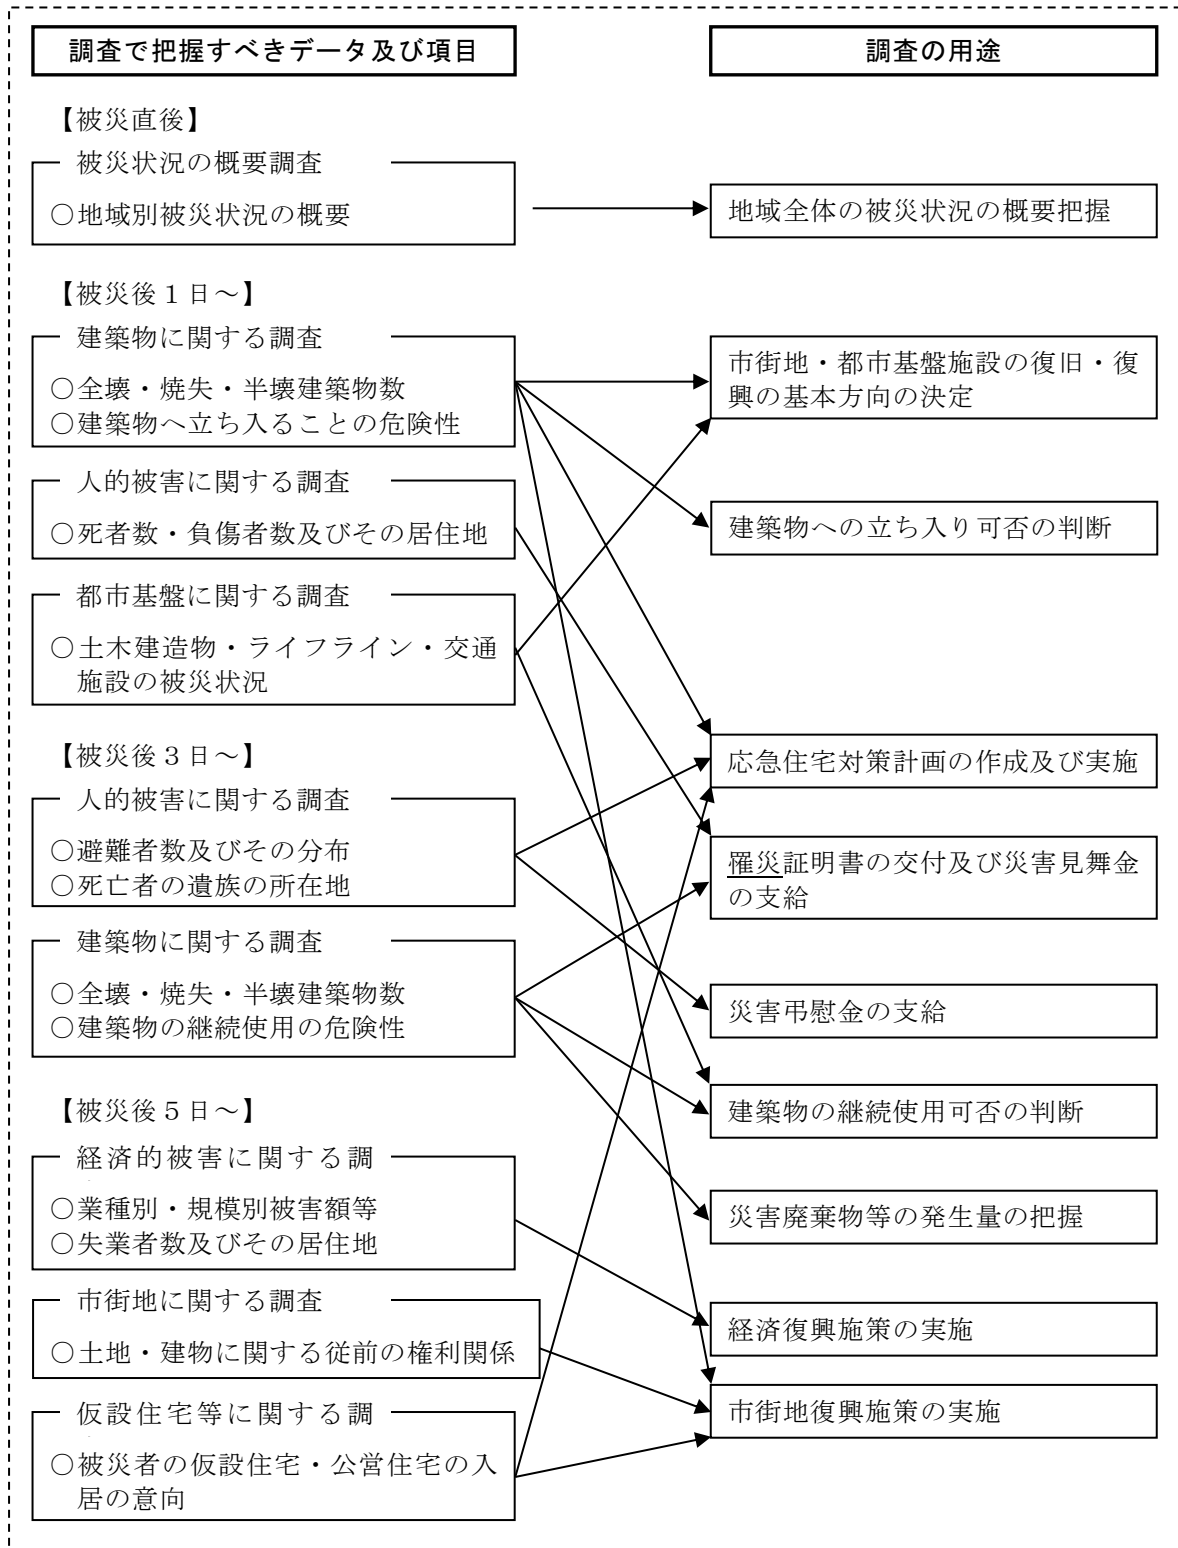 調査で把握すべきデータ及び項目
調査の用途
【被災直後】
被災状況の概要調査
○地域別被災状況の概要
地域全体の被災状況の概要把握
【被災後１日～】
建築物に関する調査
○全壊・焼失・半壊建築物数
○建築物へ立ち入ることの危険性
市街地・都市基盤施設の復旧・復
興の基本方向の決定
人的被害に関する調査
○死者数・負傷者数及びその居住地
建築物への立ち入り可否の判断
都市基盤に関する調査
○土木建造物・ライフライン・交通
施設の被災状況
【被災後３日～】
応急住宅対策計画の作成及び実施
人的被害に関する調査
○避難者数及びその分布
○死亡者の遺族の所在地
罹災証明書の交付及び災害見舞金
の支給
建築物に関する調査
○全壊・焼失・半壊建築物数
○建築物の継続使用の危険性
災害弔慰金の支給
【被災後５日～】
建築物の継続使用可否の判断
経済的被害に関する調
○業種別・規模別被害額等
○失業者数及びその居住地
災害廃棄物等の発生量の把握
市街地に関する調査
○土地・建物に関する従前の権利関係
経済復興施策の実施
仮設住宅等に関する調
○被災者の仮設住宅・公営住宅の入
居の意向
市街地復興施策の実施